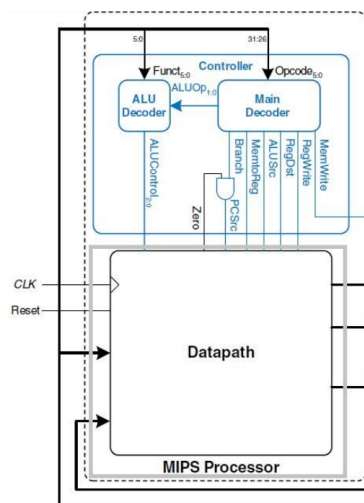 5:0
31:26
Controller
Funct5:0
Opcode5:0
ALUOp1:0
ALU
Decoder
Main
Decoder
ALUControl2:0
Zero
Branch
PCSrc
MemtoReg
ALUSrc
RegDst
RegWrite
MemWrite
CLK
Reset
Datapath
MIPS Processor